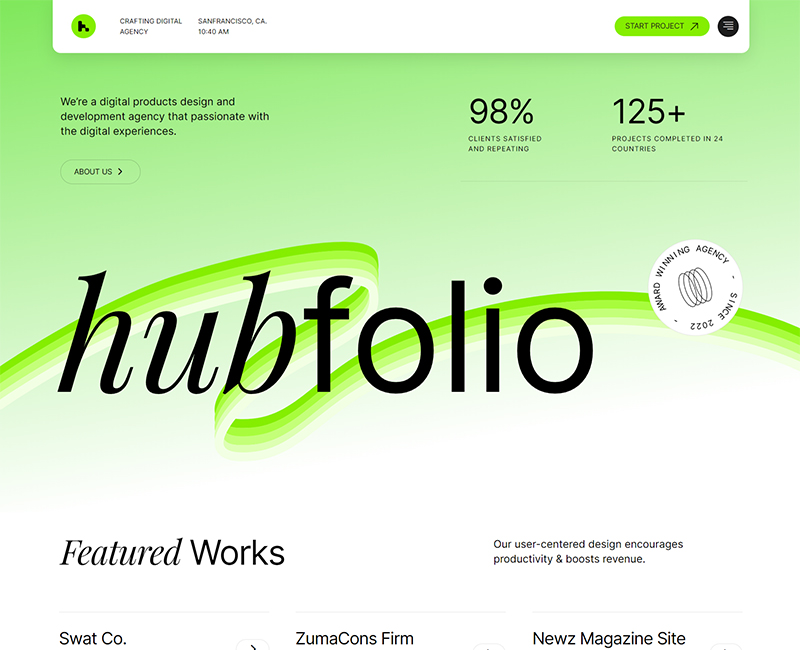 CRAFTING DIGITAL
AGENCY
SANFRANCISCO, CA.
10:40 AM
START PROJECT
We're a digital products design and
development agency that passionate with
the digital experiences.
ABOUT US
98%
CLIENTS SATISFIED
AND REPEATING
125+
PROJECTS COMPLETED IN 24
COUNTRIES
hubfolio
AWARD WINNING AGENCY - SINCE 2022 -
Featured Works
Our user-centered design encourages
productivity & boosts revenue.
Swat Co.
ZumaCons Firm
Newz Magazine Site